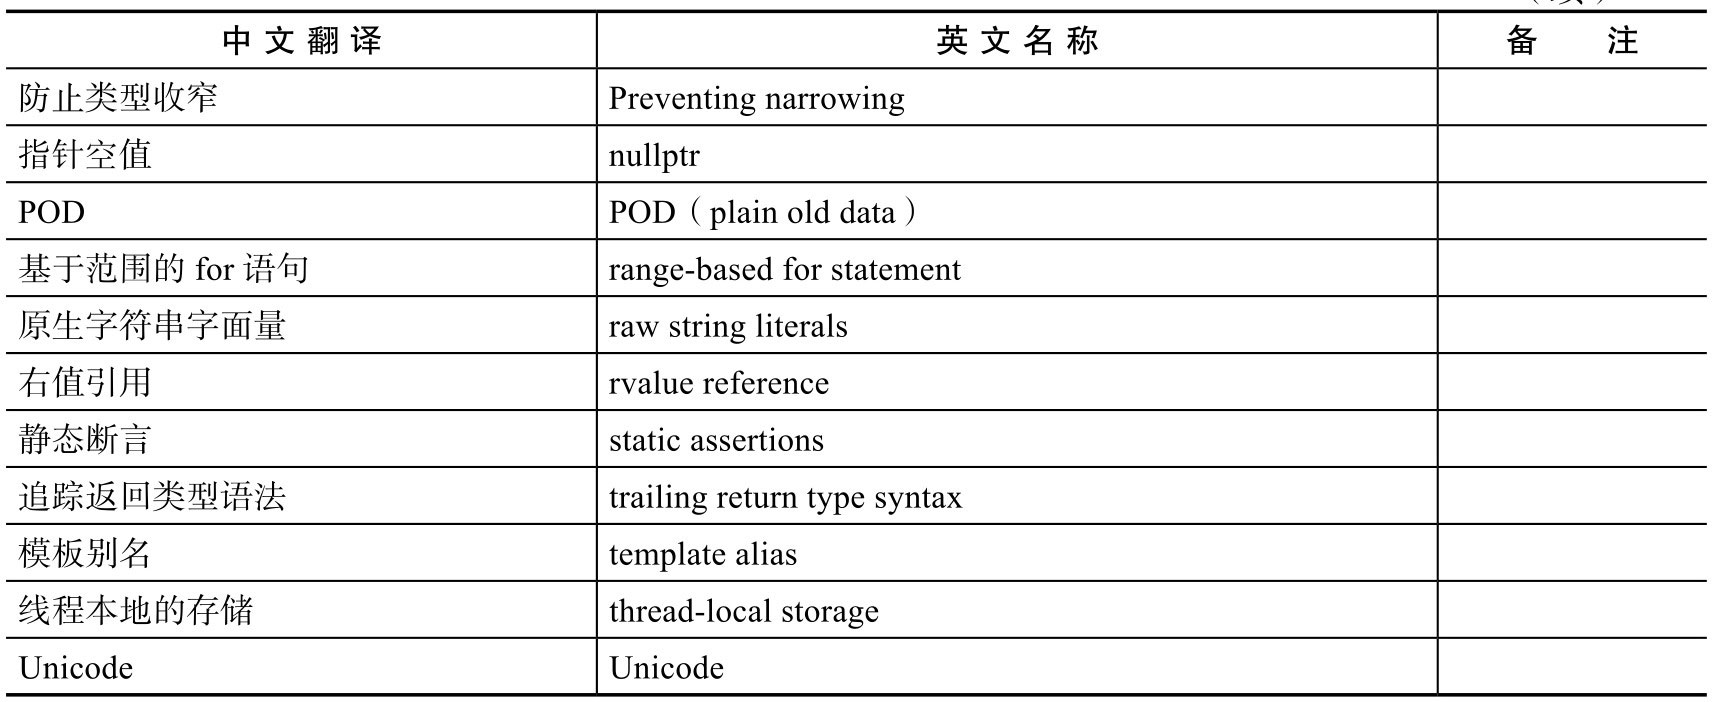 中文翻译 英文名称 备 注
防止类型收窄 Preventing narrowing
指针空值 nullptr
POD POD（plain old data）
基于范围的 for 语句 range-based for statement
原生字符串字面量 raw string literals
右值引用 rvalue reference
静态断言 static assertions
追踪返回类型语法 trailing return type syntax
模板别名 template alias
线程本地的存储 thread-local storage
Unicode Unicode